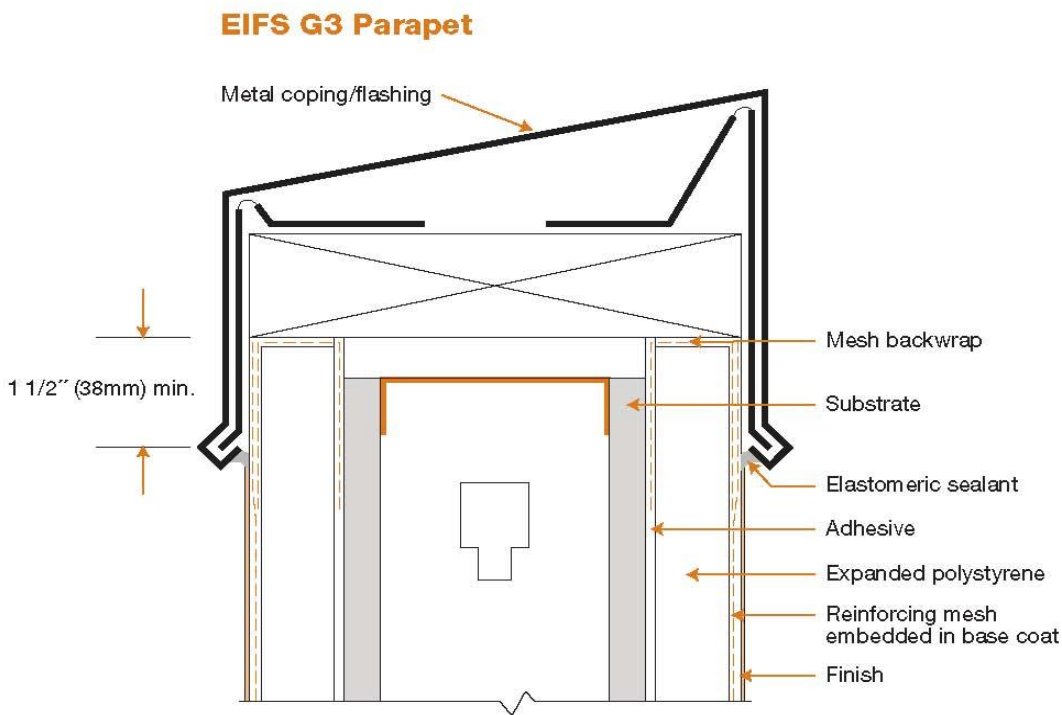 EIFS G3 Parapet
Metal coping/flashing
1 1/2″ (38mm) min.
Mesh backwrap
Substrate
Elastomeric sealant
Adhesive
Expanded polystyrene
Reinforcing mesh
embedded in base coat
Finish